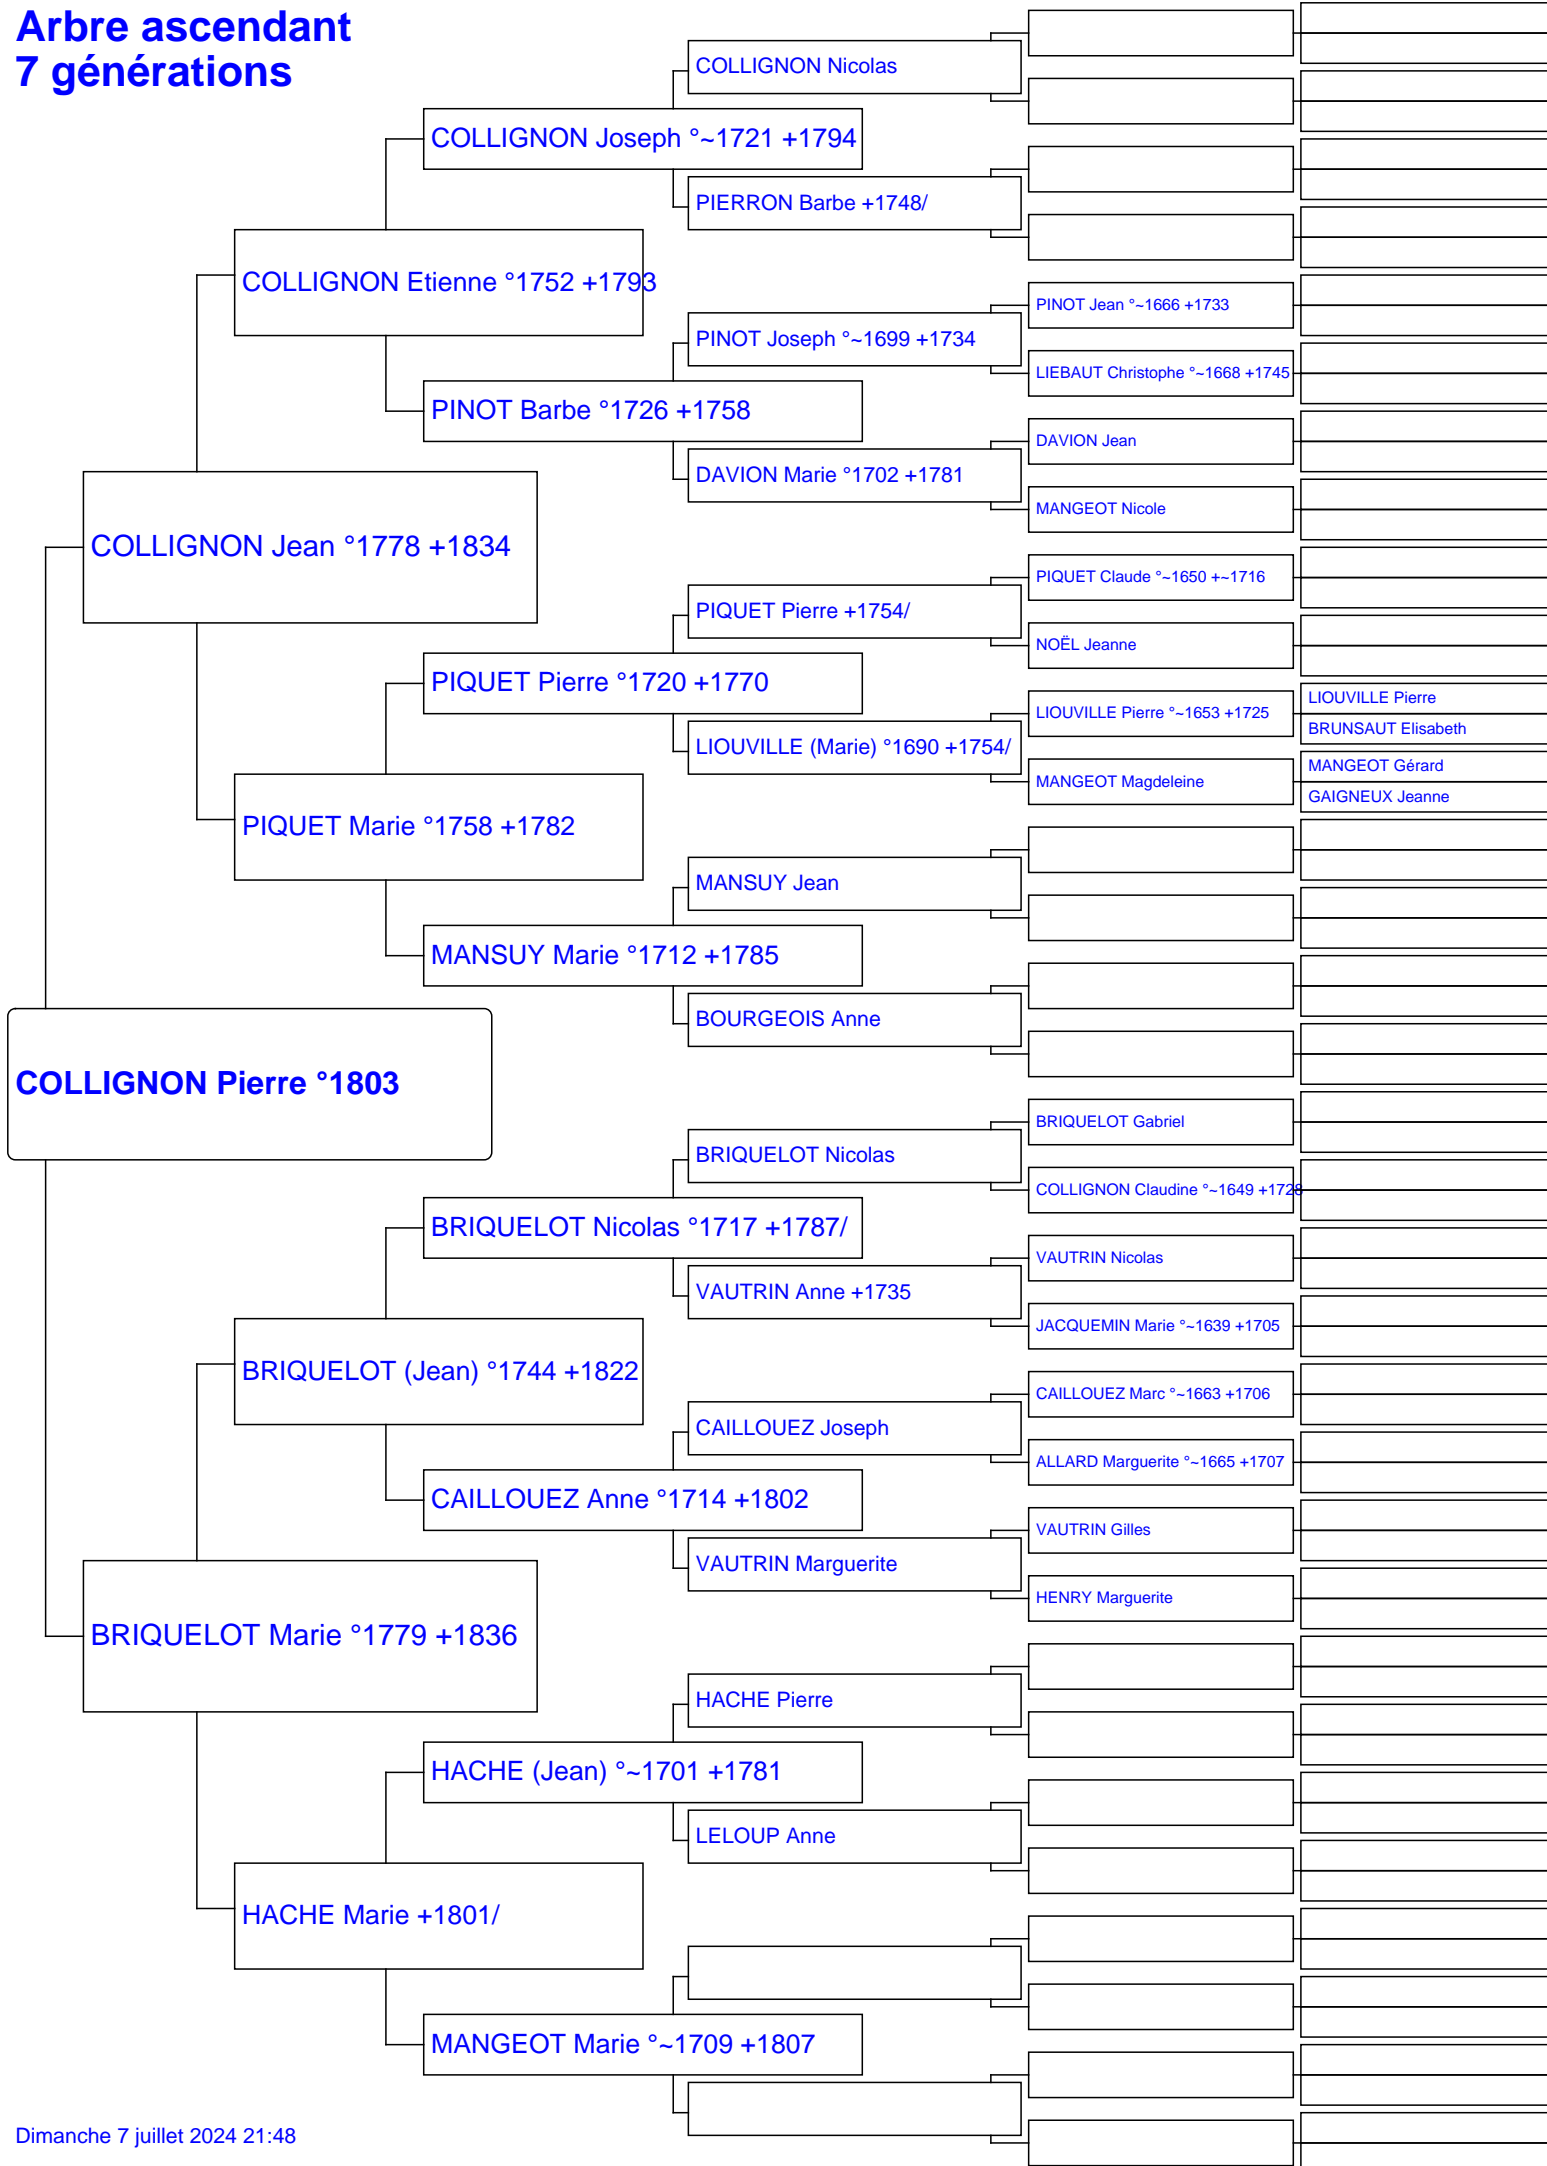 Arbre ascendant
7 générations
COLLIGNON Nicolas
COLLIGNON Joseph °~1721 +1794
PIERRON Barbe +1748/
COLLIGNON Etienne °1752 +1793
PINOT Jean °~1666 +1733
PINOT Joseph °~1699 +1734
LIEBAUT Christophe °~1668 +1745
PINOT Barbe °1726 +1758
DAVION Jean
DAVION Marie °1702 +1781
MANGEOT Nicole
COLLIGNON Jean °1778 +1834
PIQUET Claude °~1650 +~1716
PIQUET Pierre +1754/
NOËL Jeanne
PIQUET Pierre °1720 +1770
LIOUVILLE Pierre
LIOUVILLE Pierre °~1653 +1725
BRUNSAUT Elisabeth
LIOUVILLE (Marie) °1690 +1754/
MANGEOT Gérard
MANGEOT Magdeleine
GAIGNEUX Jeanne
PIQUET Marie °1758 +1782
MANSUY Jean
MANSUY Marie °1712 +1785
BOURGEOIS Anne
COLLIGNON Pierre °1803
BRIQUELOT Gabriel
BRIQUELOT Nicolas
COLLIGNON Claudine °~1649 +1728
BRIQUELOT Nicolas °1717 +1787/
VAUTRIN Nicolas
VAUTRIN Anne +1735
JACQUEMIN Marie °~1639 +1705
BRIQUELOT (Jean) °1744 +1822
CAILLOUEZ Marc °~1663 +1706
CAILLOUEZ Joseph
ALLARD Marguerite °~1665 +1707
CAILLOUEZ Anne °1714 +1802
VAUTRIN Gilles
VAUTRIN Marguerite
HENRY Marguerite
BRIQUELOT Marie °1779 +1836
HACHE Pierre
HACHE (Jean) °~1701 +1781
LELOUP Anne
HACHE Marie +1801/
MANGEOT Marie °~1709 +1807
Dimanche 7 juillet 2024 21:48